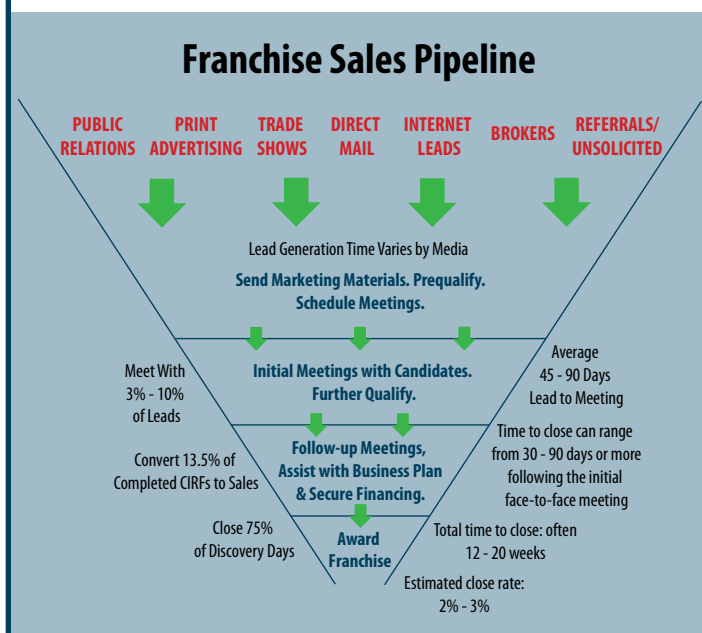 Franchise Sales Pipeline
PUBLIC
RELATIONS
PRINT
ADVERTISING
TRADE
SHOWS
DIRECT
MAIL
INTERNET
LEADS
BROKERS
REFERRALS/
UNSOLICITED
Lead Generation Time Varies by Media
Send Marketing Materials. Prequalify.
Schedule Meetings.
Meet With
3% - 10%
of Leads
Initial Meetings with Candidates.
Further Qualify.
Average
45 - 90 Days
Lead to Meeting
Convert 13.5% of
Completed CIRFs to Sales
Follow-up Meetings,
Assist with Business Plan
& Secure Financing.
Time to close can range
from 30 - 90 days or more
following the initial
face-to-face meeting
Close 75%
of Discovery Days
Award
Franchise
Total time to close: often
12 - 20 weeks
Estimated close rate:
2% - 3%